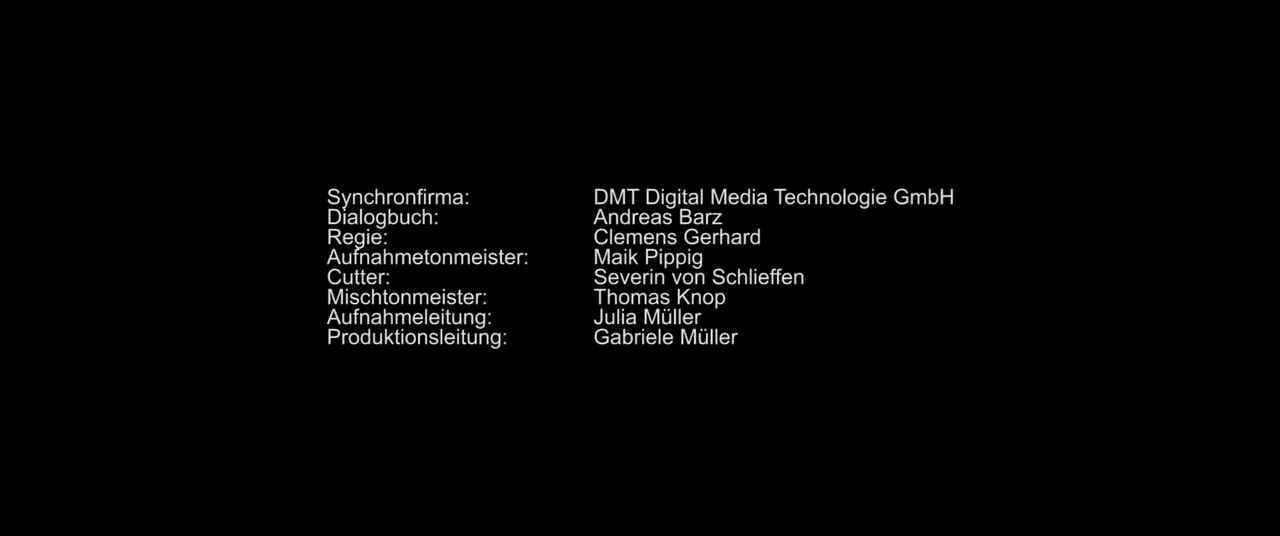 Synchronfirma: DMT Digital Media Technologie GmbH
Dialogbuch: Andreas Barz
Regie: Clemens Gerhard
Aufnahmetonmeister: Maik Pippig
Cutter: Severin von Schlieffen
Mischtonmeister: Thomas Knop
Aufnahmeleitung: Julia Müller
Produktionsleitung: Gabriele Müller